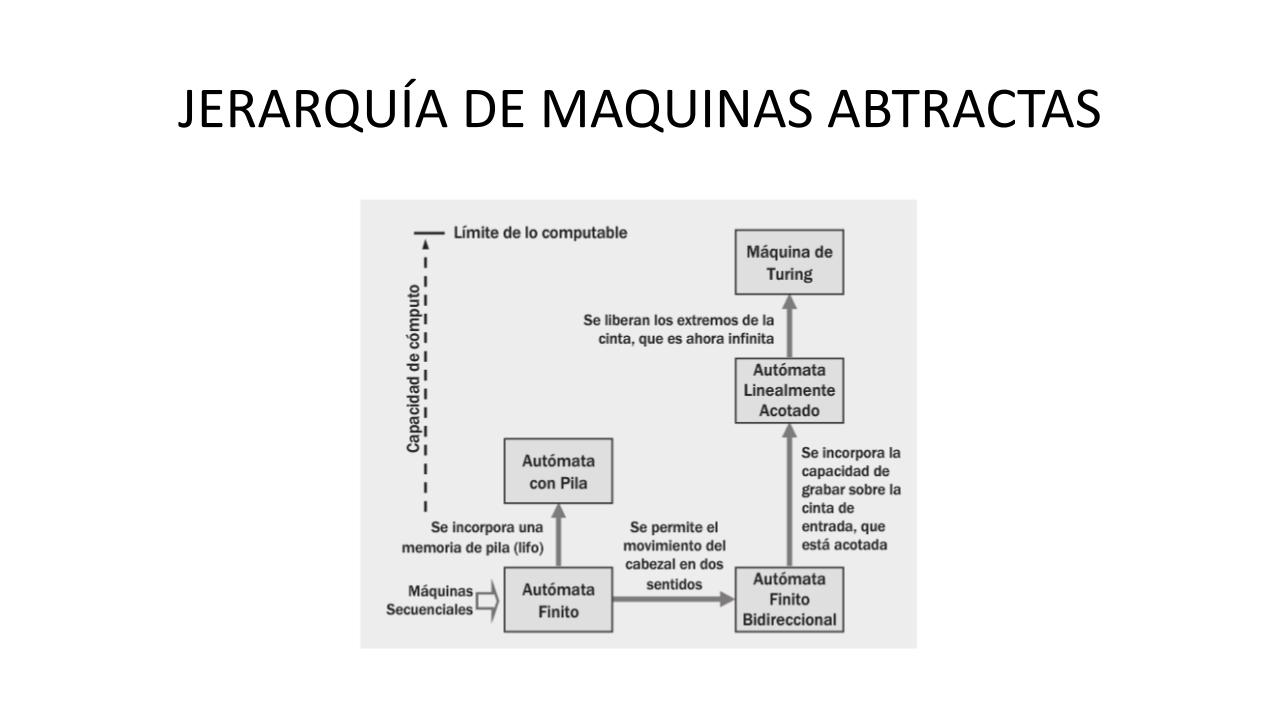 JERARQUÍA DE MAQUINAS ABTRACTAS
Límite de lo computable
Capacidad de cómputo
Máquina de
Turing
Se liberan los extremos de la
cinta, que es ahora infinita
Autómata
Linealmente
Acotado
Se incorpora la
capacidad de
grabar sobre la
cinta de
entrada, que
está acotada
Autómata
con Pila
Se incorpora una
memoria de pila (lifo)
Se permite el
movimiento del
cabezal en dos
sentidos
Máquinas
Secuenciales
Autómata
Finito
Autómata
Finito
Bidireccional